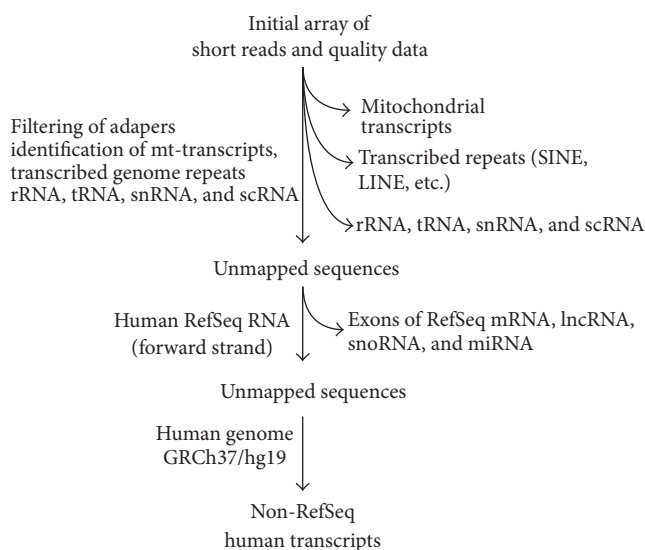 Initial array of
short reads and quality data
Filtering of adapers
identification of mt-transcripts,
transcribed genome repeats
rRNA, tRNA, snRNA, and scRNA
Mitochondrial
transcripts
Transcribed repeats (SINE,
LINE, etc.)
rRNA, tRNA, snRNA, and scRNA
Unmapped sequences
Human RefSeq RNA
(forward strand)
Exons of RefSeq mRNA, lncRNA,
snoRNA, and miRNA
Unmapped sequences
Human genome
GRCh37/hg19
Non-RefSeq
human transcripts